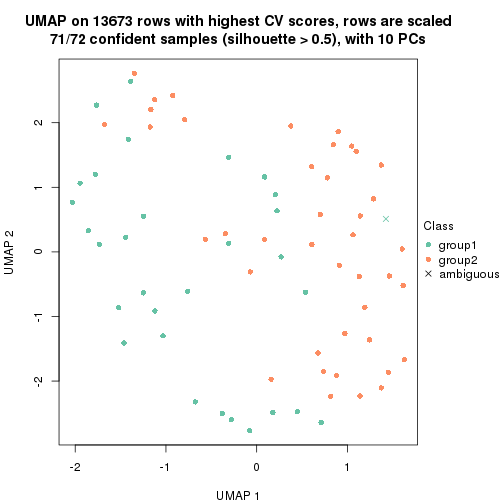 UMAP on 13673 rows with highest CV scores, rows are scaled
71/72 confident samples (silhouette > 0.5), with 10 PCs
2
1
0
-1
-2
UMAP 2
-2
-1
0
1
UMAP 1
Class
group1
group2
ambiguous